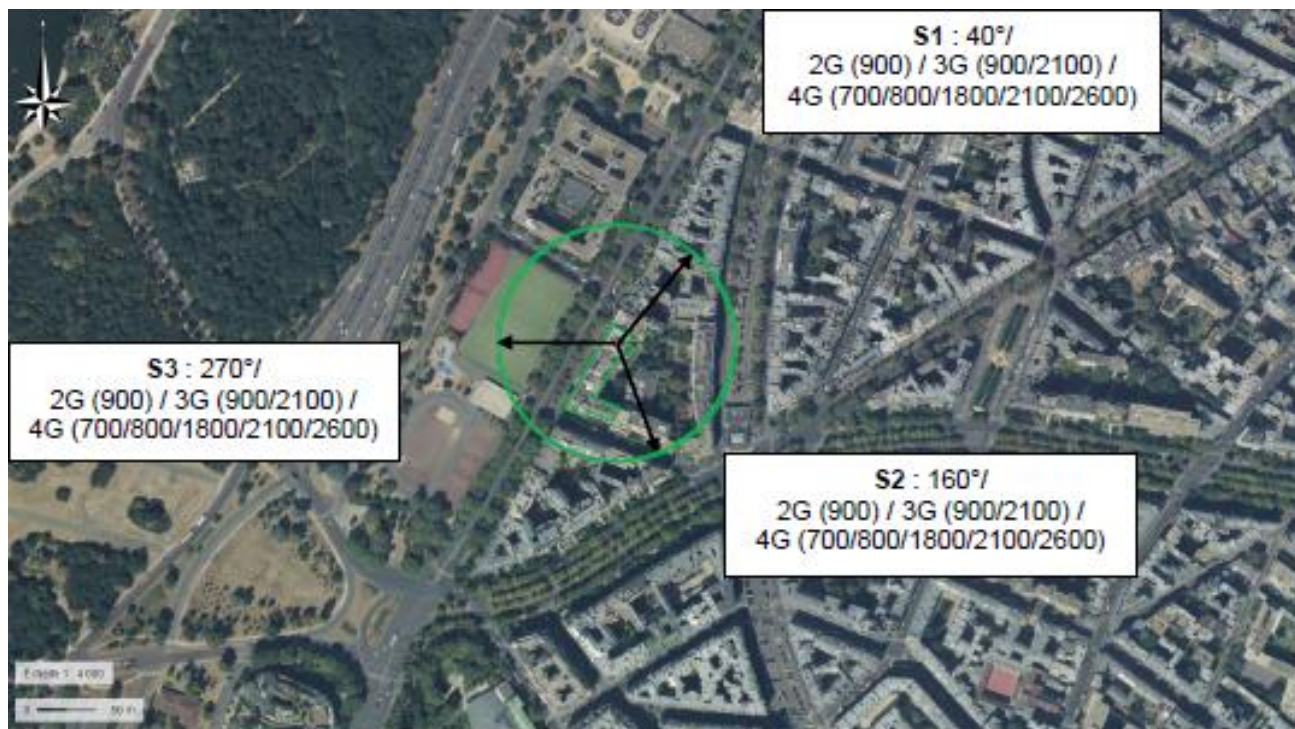 S1 : 40°/
2G (900) / 3G (900/2100) /
4G (700/800/1800/2100/2600)
S3 : 270°/
2G (900) / 3G (900/2100) /
4G (700/800/1800/2100/2600)
S2 : 160°/
2G (900) / 3G (900/2100) /
4G (700/800/1800/2100/2600)
0 50 m